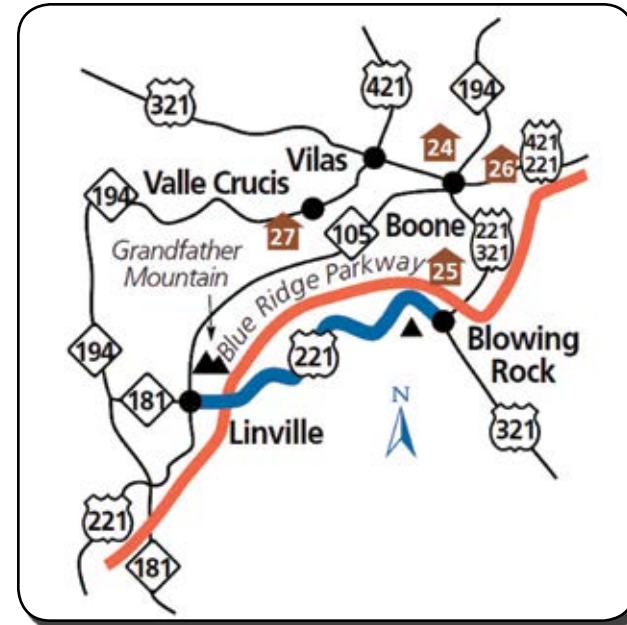 421
194
321
24
421
221
Vilas
26
194
Valle Crucis
27
105
Boone
221
321
Grandfather
Mountain
Blue Ridge Parkway
25
221
Blowing
Rock
194
181
N
Linville
321
221
181